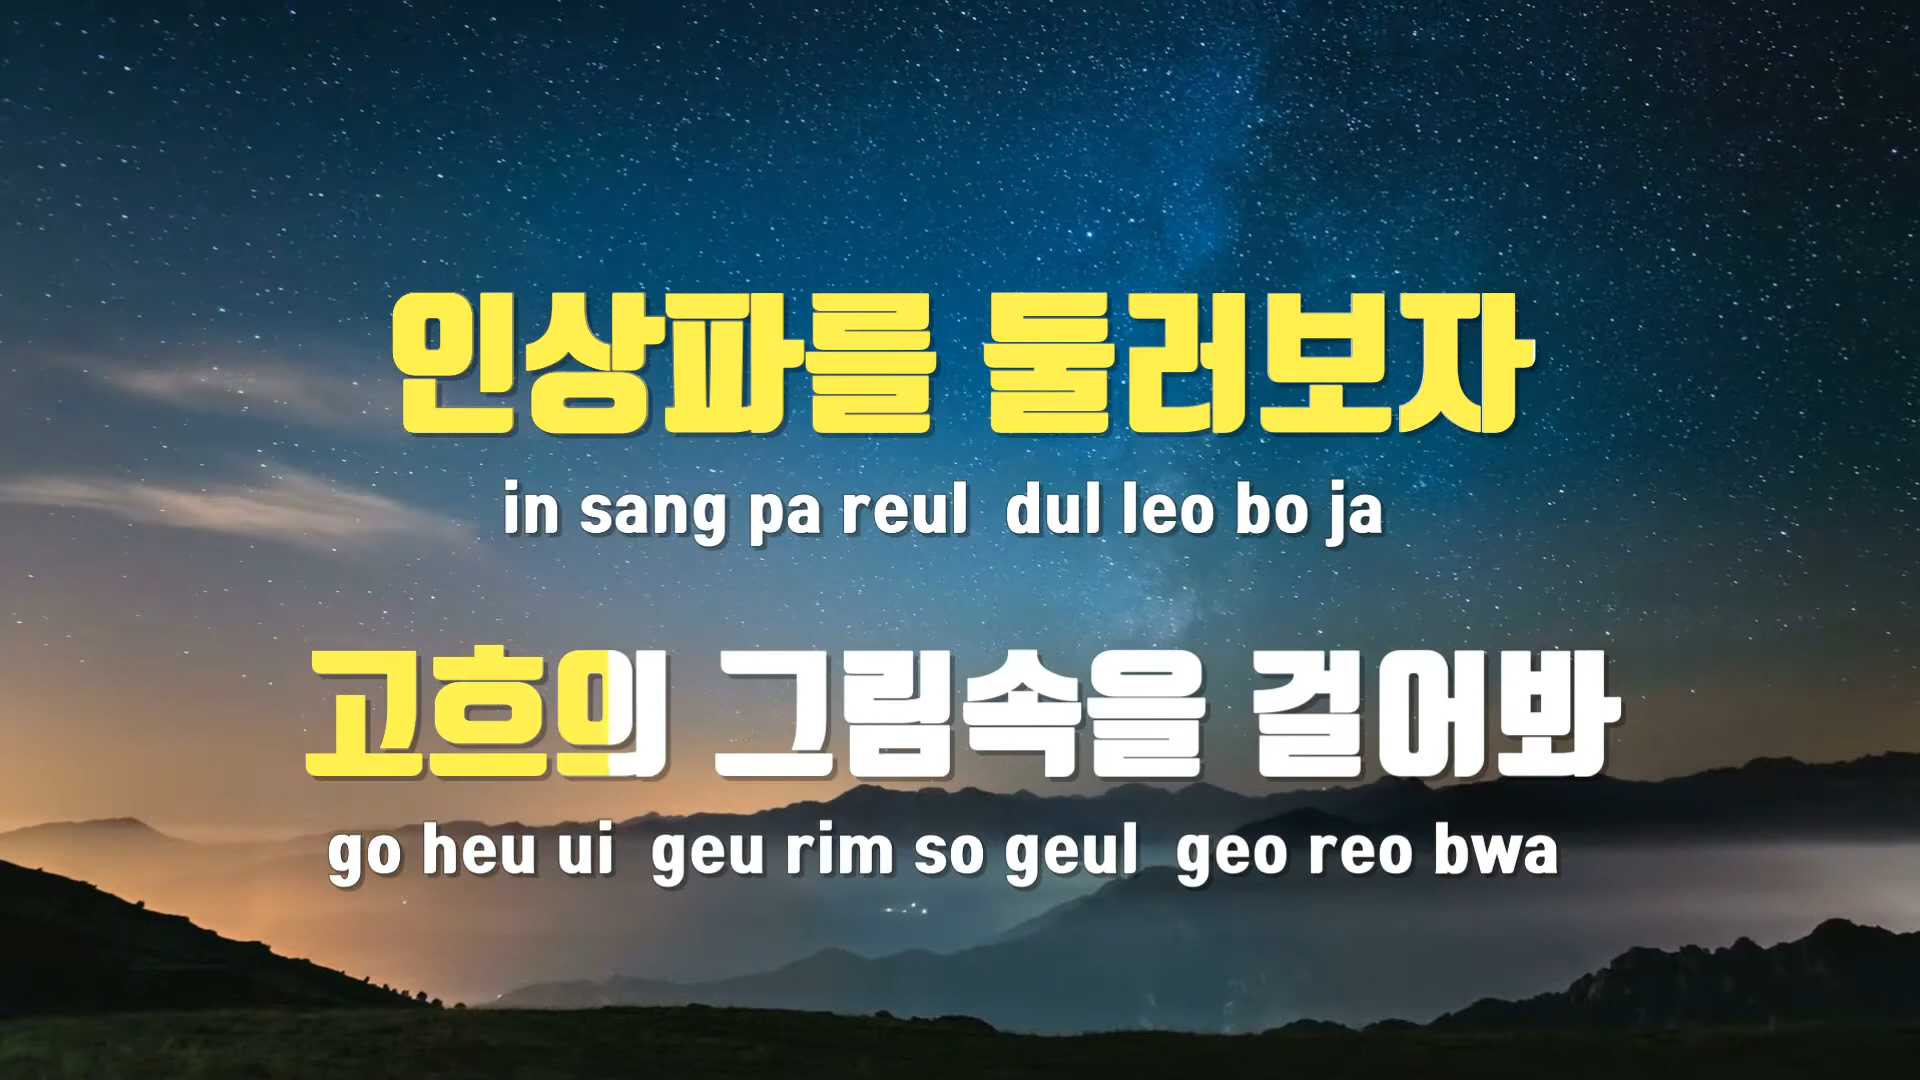 인상파를 둘러보자
in sang pa reul dul leo bo ja
고흐의 그림속을 걸어봐
go heu ui geu rim so geul geo reo bwa